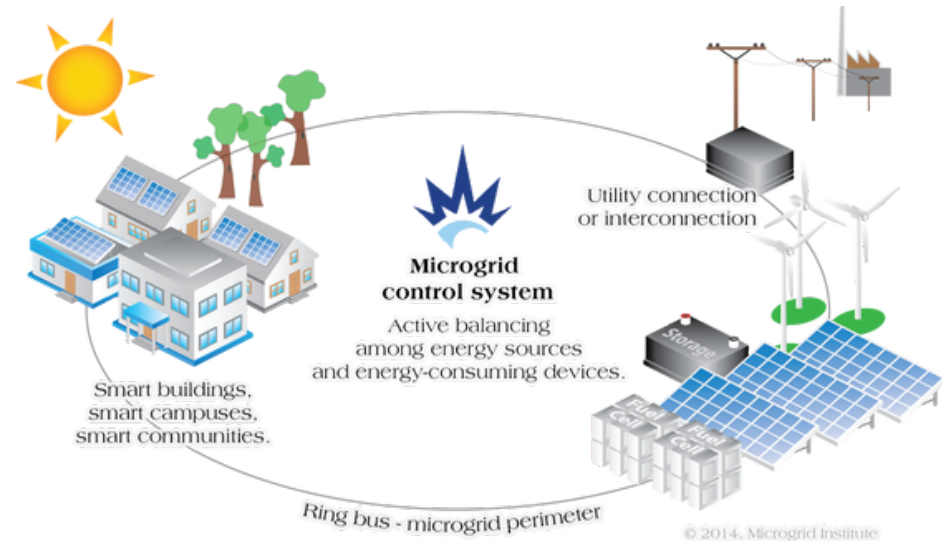 Utility connection
or interconnection
Microgrid
control system
Active balancing
among energy sources
and energy-consuming devices.
Storage
Smart buildings,
smart campuses,
smart communities.
Fuel
Cell
Fuel
Cell
Ring bus - microgrid perimeter
© 2014, Microgrid Institute